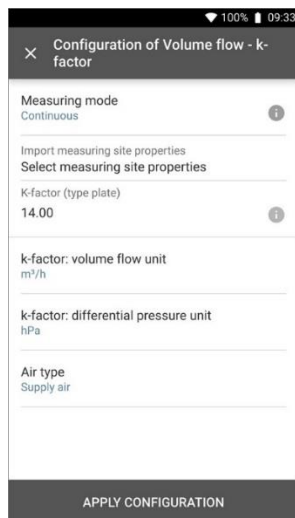 100% 09:33
Configuration of Volume flow - k-
factor
Measuring mode
Continuous
Import measuring site properties
Select measuring site properties
K-factor (type plate)
14.00
k-factor: volume flow unit
m³/h
k-factor: differential pressure unit
hPa
Air type
Supply air
APPLY CONFIGURATION